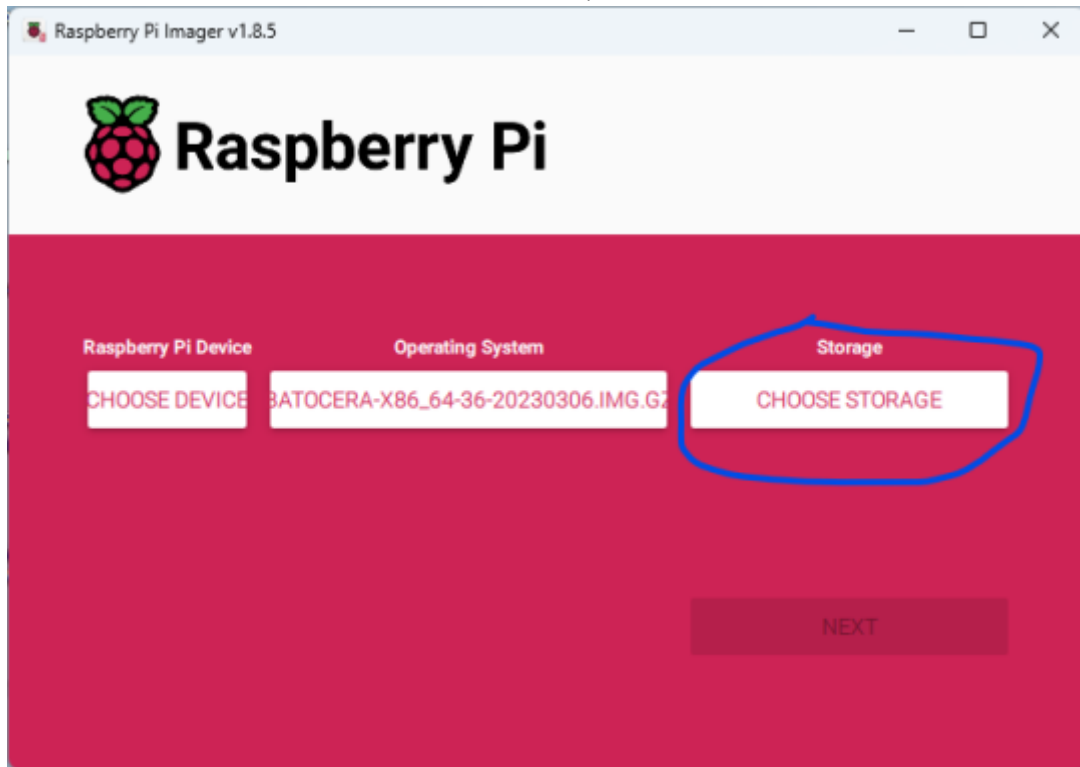 Raspberry Pi Imager v1.8.5
Raspberry Pi
Raspberry Pi Device Operating System Storage
CHOOSE DEVICE BATOCERA-X86_64-36-20230306.IMG.GZ CHOOSE STORAGE
NEXT